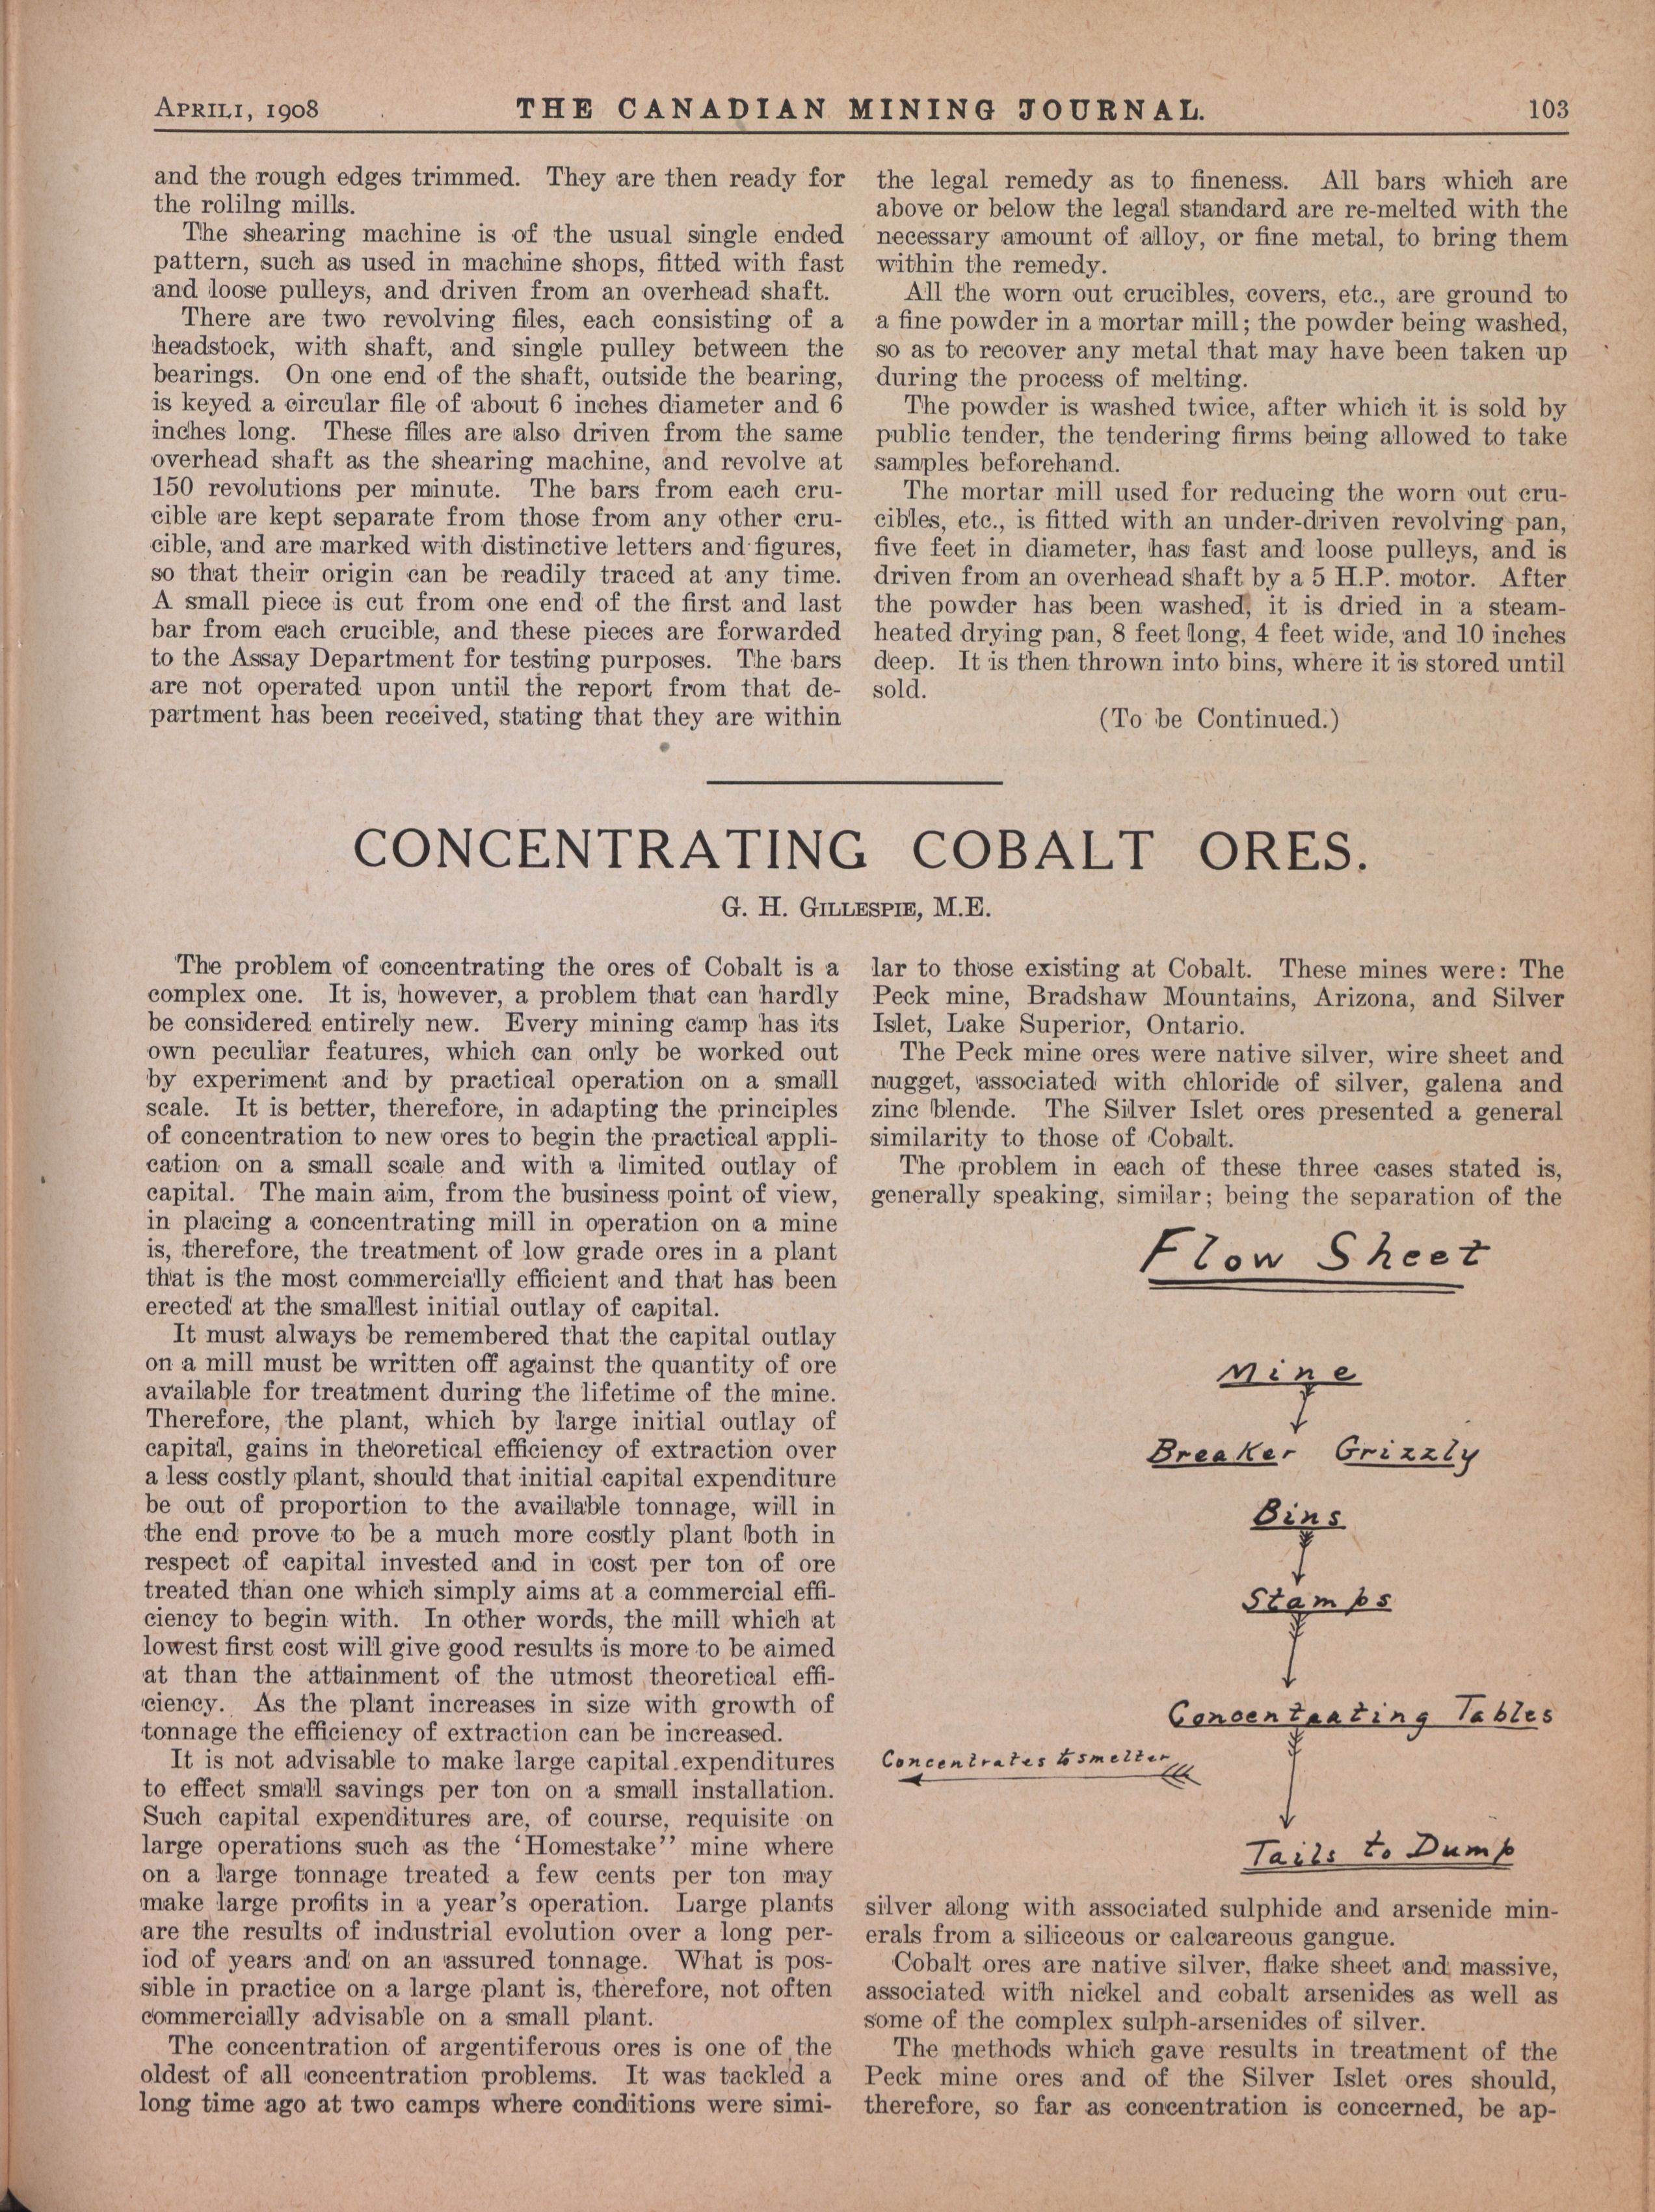 APRIL 1, 1908
THE CANADIAN MINING JOURNAL.
103
and the rough edges trimmed. They are then ready for
the rolilng mills.
The shearing machine is of the usual single ended
pattern, such as used in machine shops, fitted with fast
and loose pulleys, and driven from an overhead shaft.
There are two revolving files, each consisting of a
headstock, with shaft, and single pulley between the
bearings. On one end of the shaft, outside the bearing,
is keyed a circular file of about 6 inches diameter and 6
inches long. These files are also driven from the same
overhead shaft as the shearing machine, and revolve at
150 revolutions per minute. The bars from each cru-
cible are kept separate from those from any other cru-
cible, and are marked with distinctive letters and figures,
so that their origin can be readily traced at any time.
A small piece is cut from one end of the first and last
bar from each crucible, and these pieces are forwarded
to the Assay Department for testing purposes. The bars
are not operated upon until the report from that de-
partment has been received, stating that they are within
the legal remedy as to fineness. All bars which are
above or below the legal standard are re-melted with the
necessary amount of alloy, or fine metal, to bring them
within the remedy.
All the worn out crucibles, covers, etc., are ground to
a fine powder in a mortar mill; the powder being washed,
so as to recover any metal that may have been taken up
during the process of melting.
The powder is washed twice, after which it is sold by
public tender, the tendering firms being allowed to take
samples beforehand.
The mortar mill used for reducing the worn out cru-
cibles, etc., is fitted with an under-driven revolving pan,
five feet in diameter, has fast and loose pulleys, and is
driven from an overhead shaft by a 5 H.P. motor. After
the powder has been washed, it is dried in a steam-
heated drying pan, 8 feet long, 4 feet wide, and 10 inches
deep. It is then thrown into bins, where it is stored until
sold.
(To be Continued.)
CONCENTRATING COBALT ORES.
G. H. GILLESPIE, M.E.
The problem of concentrating the ores of Cobalt is a
complex one. It is, however, a problem that can hardly
be considered entirely new. Every mining camp has its
own peculiar features, which can only be worked out
by experiment and by practical operation on a small
scale. It is better, therefore, in adapting the principles
of concentration to new ores to begin the practical appli-
cation on a small scale and with a limited outlay of
capital. The main aim, from the business point of view,
in placing a concentrating mill in operation on a mine
is, therefore, the treatment of low grade ores in a plant
that is the most commercially efficient and that has been
erected at the smallest initial outlay of capital.
It must always be remembered that the capital outlay
on a mill must be written off against the quantity of ore
available for treatment during the lifetime of the mine.
Therefore, the plant, which by large initial outlay of
capital, gains in theoretical efficiency of extraction over
a less costly plant, should that initial capital expenditure
be out of proportion to the available tonnage, will in
the end prove to be a much more costly plant both in
respect of capital invested and in cost per ton of ore
treated than one which simply aims at a commercial effi-
ciency to begin with. In other words, the mill which at
lowest first cost will give good results is more to be aimed
at than the attainment of the utmost theoretical effi-
ciency. As the plant increases in size with growth of
tonnage the efficiency of extraction can be increased.
It is not advisable to make large capital expenditures
to effect small savings per ton on a small installation.
Such capital expenditures are, of course, requisite on
large operations such as the 'Homestake'' mine where
on a large tonnage treated a few cents per ton may
make large profits in a year's operation. Large plants
are the results of industrial evolution over a long per-
iod of years and on an assured tonnage. What is pos-
sible in practice on a large plant is, therefore, not often
commercially advisable on a small plant.
The concentration of argentiferous ores is one of the
oldest of all concentration problems. It was tackled a
long time ago at two camps where conditions were simi-
lar to those existing at Cobalt. These mines were: The
Peck mine, Bradshaw Mountains, Arizona, and Silver
Islet, Lake Superior, Ontario.
The Peck mine ores were native silver, wire sheet and
nugget, associated with chloride of silver, galena and
zinc blende. The Silver Islet ores presented a general
similarity to those of Cobalt.
The problem in each of these three cases stated is,
generally speaking, similar; being the separation of the
Flow Sheet
Mine
Breaker Grizzly
Bins
Stamps
Concentrating Tables
Concentrates to smelter
Tails to Dump
silver along with associated sulphide and arsenide min-
erals from a siliceous or calcareous gangue.
Cobalt ores are native silver, flake sheet and massive,
associated with nickel and cobalt arsenides as well as
some of the complex sulph-arsenides of silver.
The methods which gave results in treatment of the
Peck mine ores and of the Silver Islet ores should,
therefore, so far as concentration is concerned, be ap-